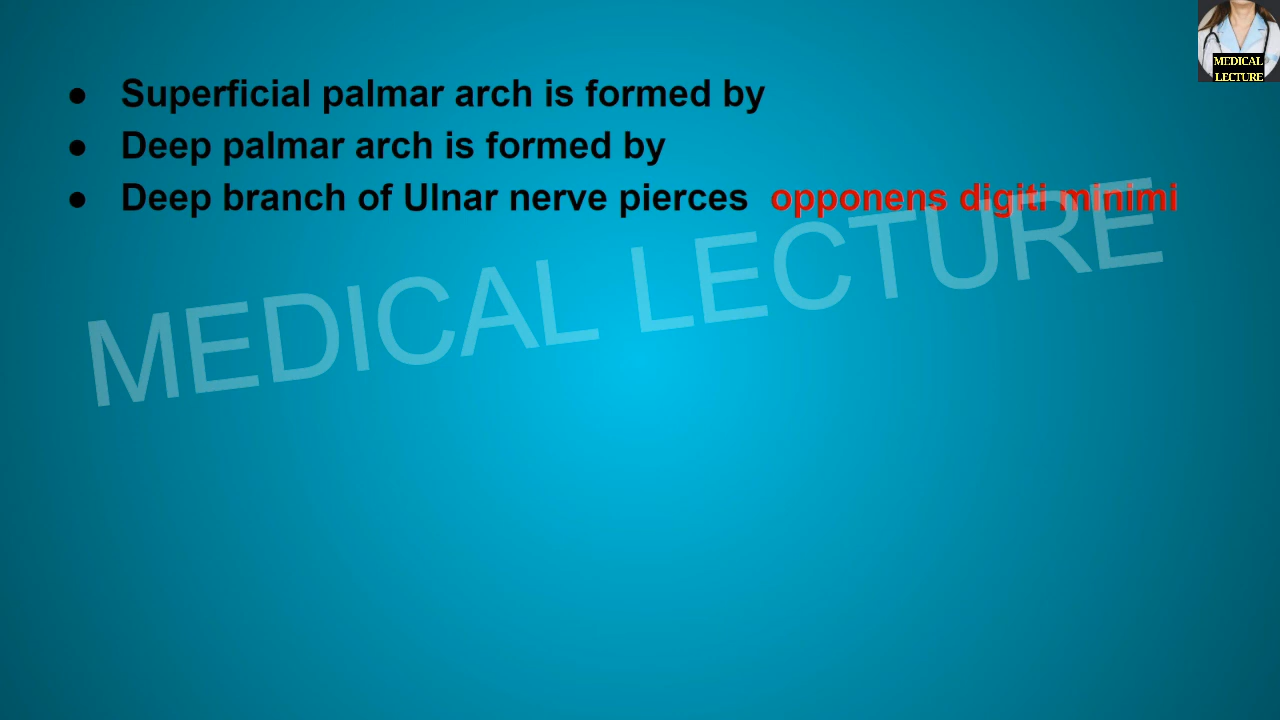 MEDICAL
LECTURE
● Superficial palmar arch is formed by
● Deep palmar arch is formed by
● Deep branch of Ulnar nerve pierces opponens digiti minimi
MEDICAL LECTURE